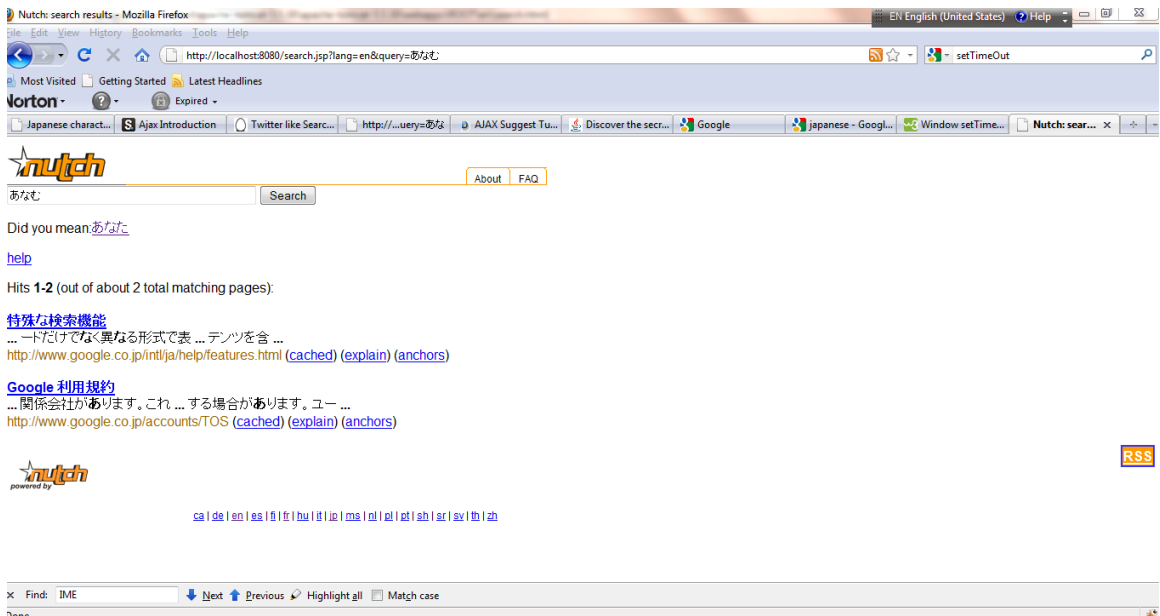 Nutch: search results - Mozilla Firefox
EN English (United States) Help
File Edit View History Bookmarks Tools Help
http://localhost:8080/search.jsp?lang=en&query=あなむ
setTimeOut
Most Visited Getting Started Latest Headlines
Norton Expired
Japanese charact... Ajax Introduction Twitter like Searc... http://...uery=あな AJAX Suggest Tu... Discover the secr... Google japanese - Googl... Window setTime... Nutch: sear...
nutch
About FAQ
あなむ Search
Did you mean:あなた
help
Hits 1-2 (out of about 2 total matching pages):
特殊な検索機能
... ードだけでなく異なる形式で表 ... テンツを含 ...
http://www.google.co.jp/intl/ja/help/features.html (cached) (explain) (anchors)
Google 利用規約
... 関係会社があります。これ ... する場合があります。ユー ...
http://www.google.co.jp/accounts/TOS (cached) (explain) (anchors)
RSS
nutch
powered by
ca | de | en | es | fi | fr | hu | it | jp | ms | nl | pl | pt | sh | sr | sv | th | zh
Find: IME Next Previous Highlight all Match case
Done